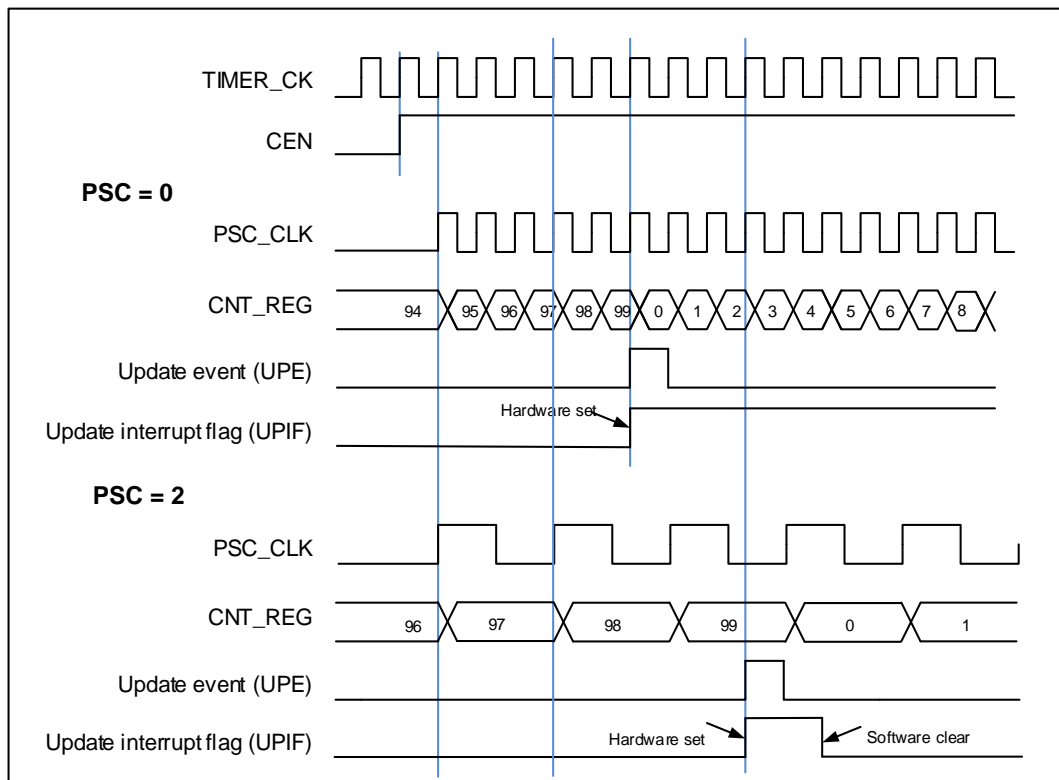 TIMER_CK
CEN
PSC = 0
PSC_CLK
CNT_REG
94 95 96 97 98 99 0 1 2 3 4 5 6 7 8
Update event (UPE)
Hardware set
Update interrupt flag (UPIF)
PSC = 2
PSC_CLK
CNT_REG
96 97 98 99 0 1
Update event (UPE)
Update interrupt flag (UPIF)
Hardware set
Software clear